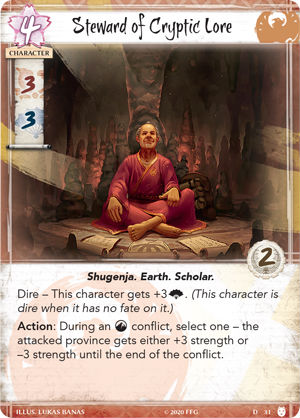 4
Steward of Cryptic Lore
CHARACTER
3
3
2
Shugenja. Earth. Scholar.
Dire – This character gets +3. (This character is
dire when it has no fate on it.)
Action: During an conflict, select one – the
attacked province gets either +3 strength or
–3 strength until the end of the conflict.
ILLUS. LUKAS BANAS
© 2020 FFG
D 31